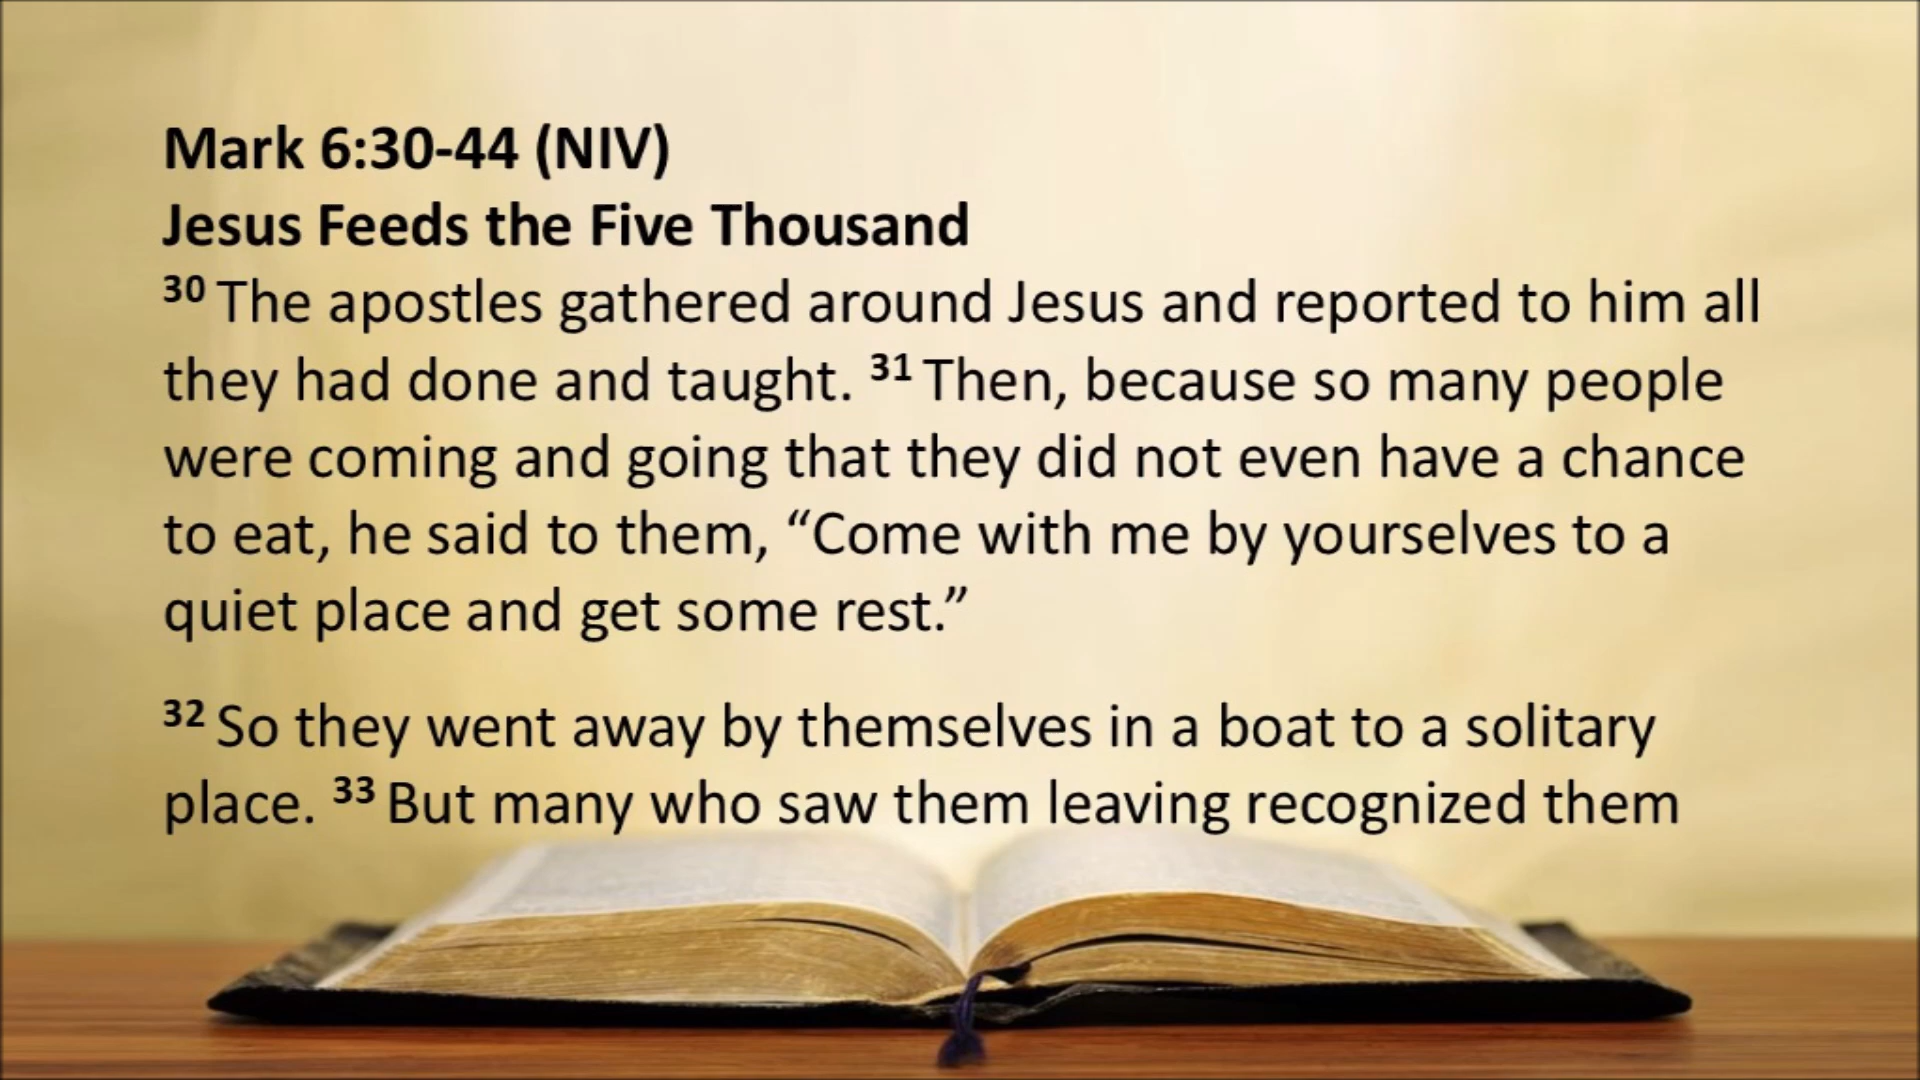 Mark 6:30-44 (NIV)
Jesus Feeds the Five Thousand
30 The apostles gathered around Jesus and reported to him all
they had done and taught. 31 Then, because so many people
were coming and going that they did not even have a chance
to eat, he said to them, “Come with me by yourselves to a
quiet place and get some rest.”
32 So they went away by themselves in a boat to a solitary
place. 33 But many who saw them leaving recognized them